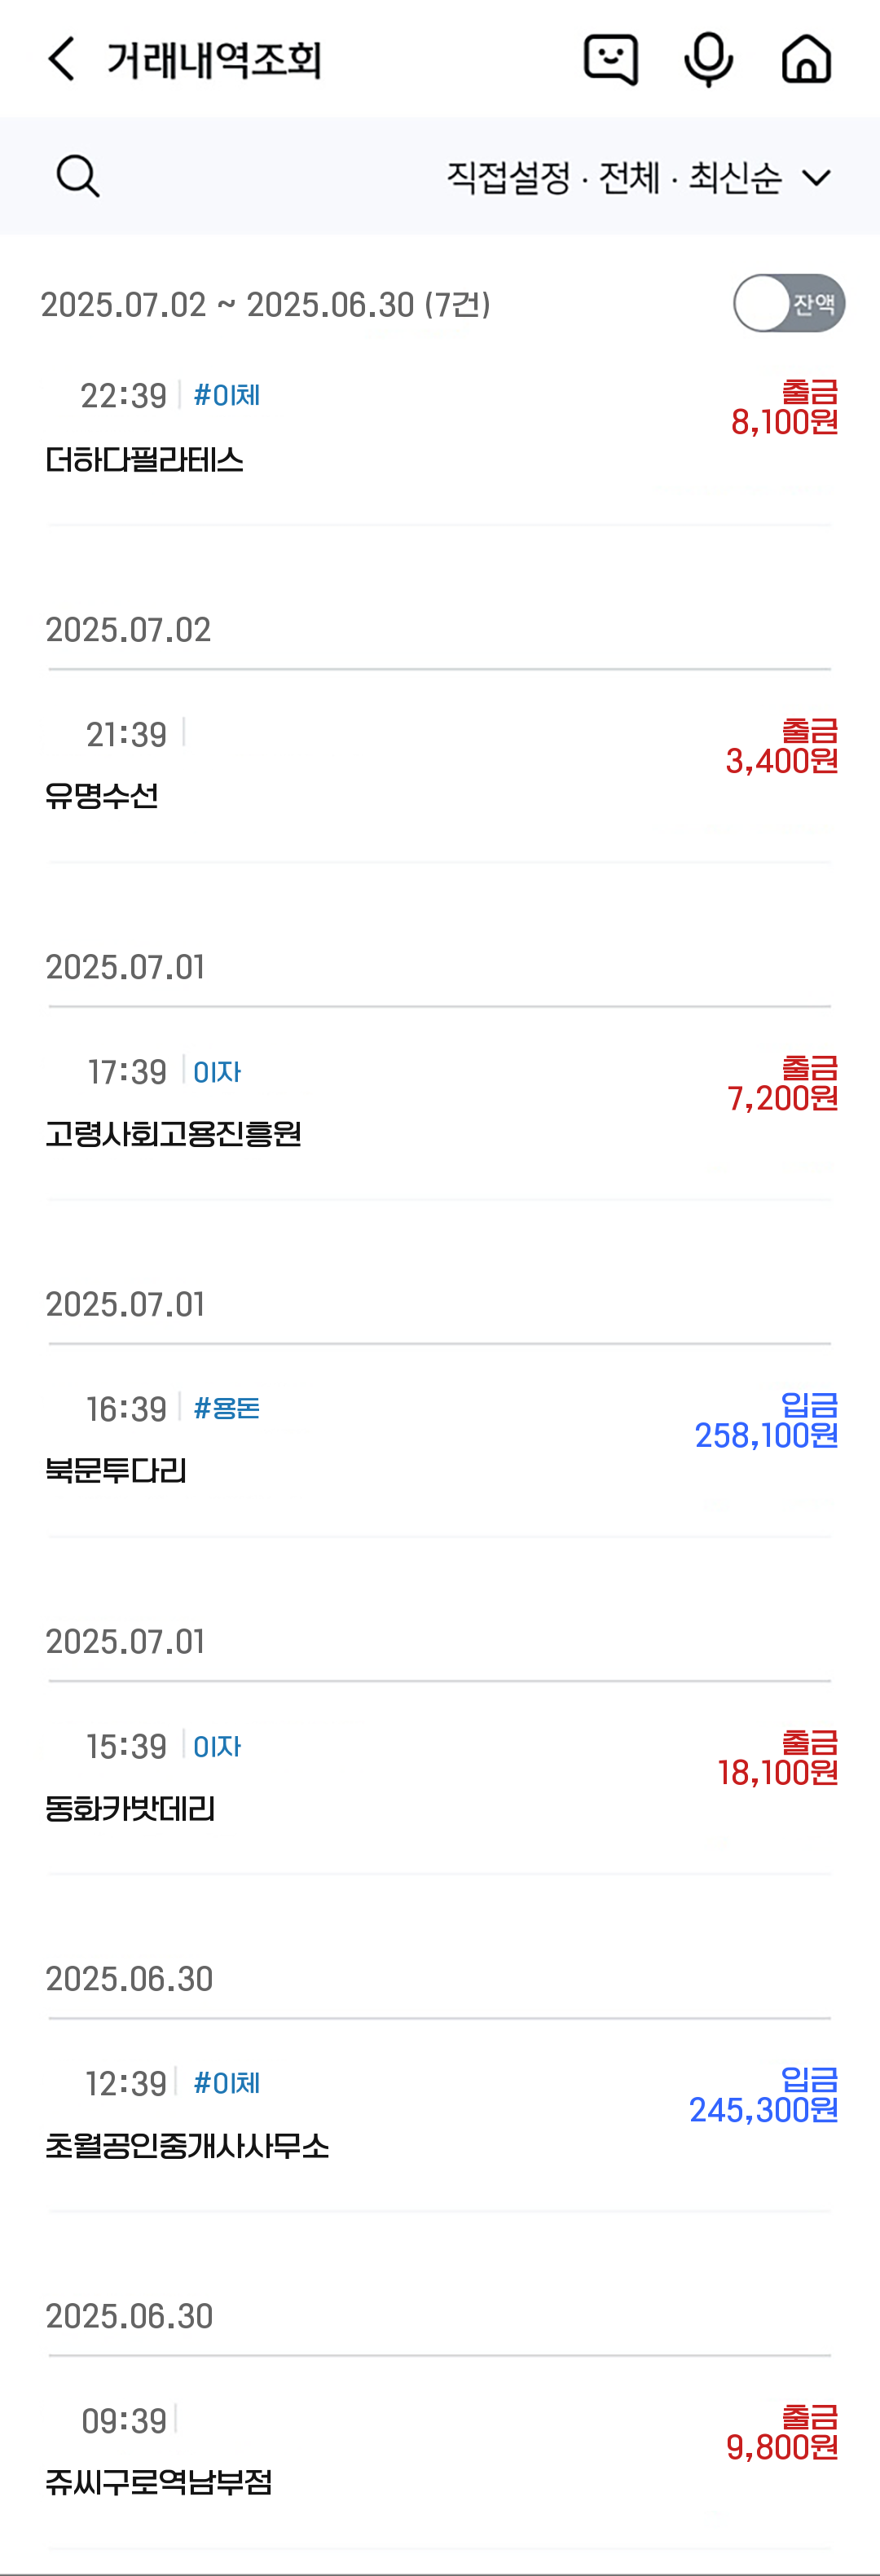 거래내역조회
직접설정 · 전체 · 최신순
2025.07.02 ~ 2025.06.30 (7건)
잔액
22:39 #이체
출금
8,100원
더하다필라테스
2025.07.02
21:39
출금
3,400원
유명수선
2025.07.01
17:39 이자
출금
7,200원
고령사회고용진흥원
2025.07.01
16:39 #용돈
입금
258,100원
북문투다리
2025.07.01
15:39 이자
출금
18,100원
동화카밧데리
2025.06.30
12:39 #이체
입금
245,300원
초월공인중개사사무소
2025.06.30
09:39
출금
9,800원
쥬씨구로역남부점